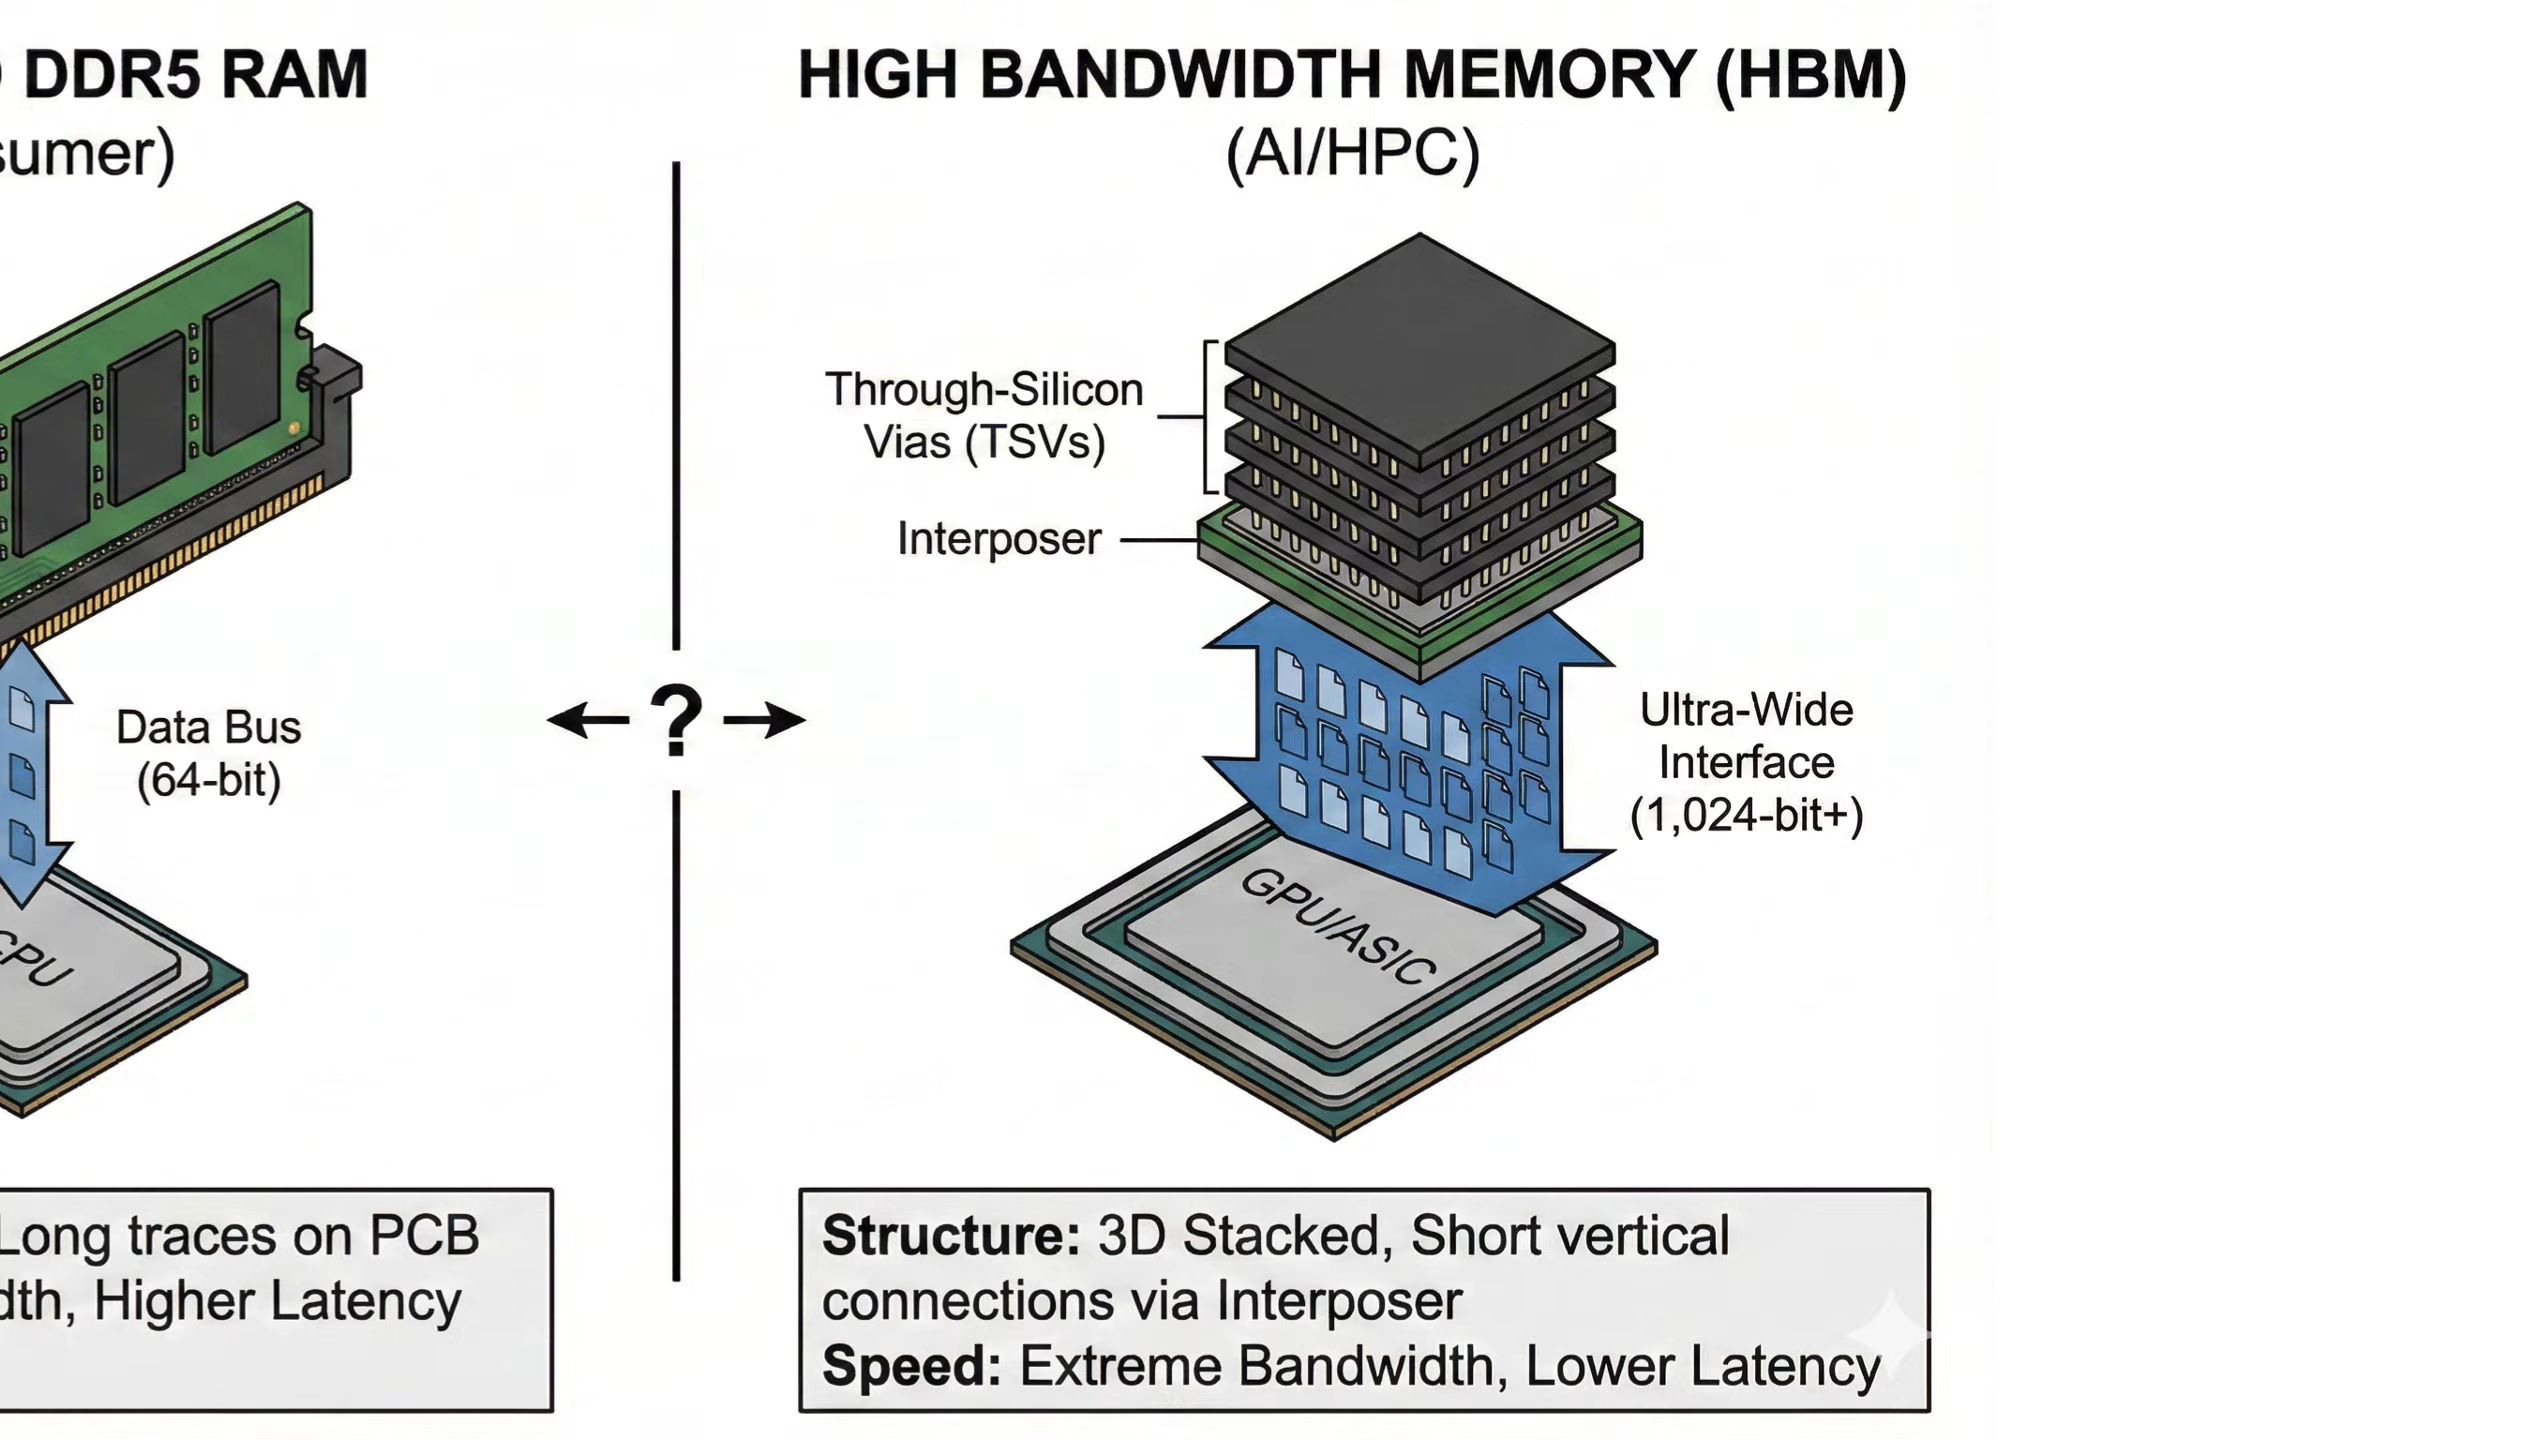 DDR5 RAM
sumer)
Data Bus
(64-bit)
CPU
Long traces on PCB
dth, Higher Latency
?
HIGH BANDWIDTH MEMORY (HBM)
(AI/HPC)
Through-Silicon
Vias (TSVs)
Interposer
Ultra-Wide
Interface
(1,024-bit+)
GPU/ASIC
Structure: 3D Stacked, Short vertical
connections via Interposer
Speed: Extreme Bandwidth, Lower Latency